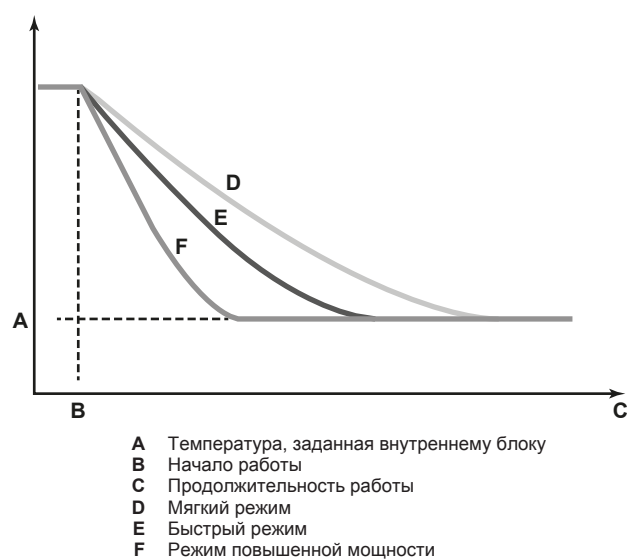 D
E
F
A
B
C
A Температура, заданная внутреннему блоку
B Начало работы
C Продолжительность работы
D Мягкий режим
E Быстрый режим
F Режим повышенной мощности